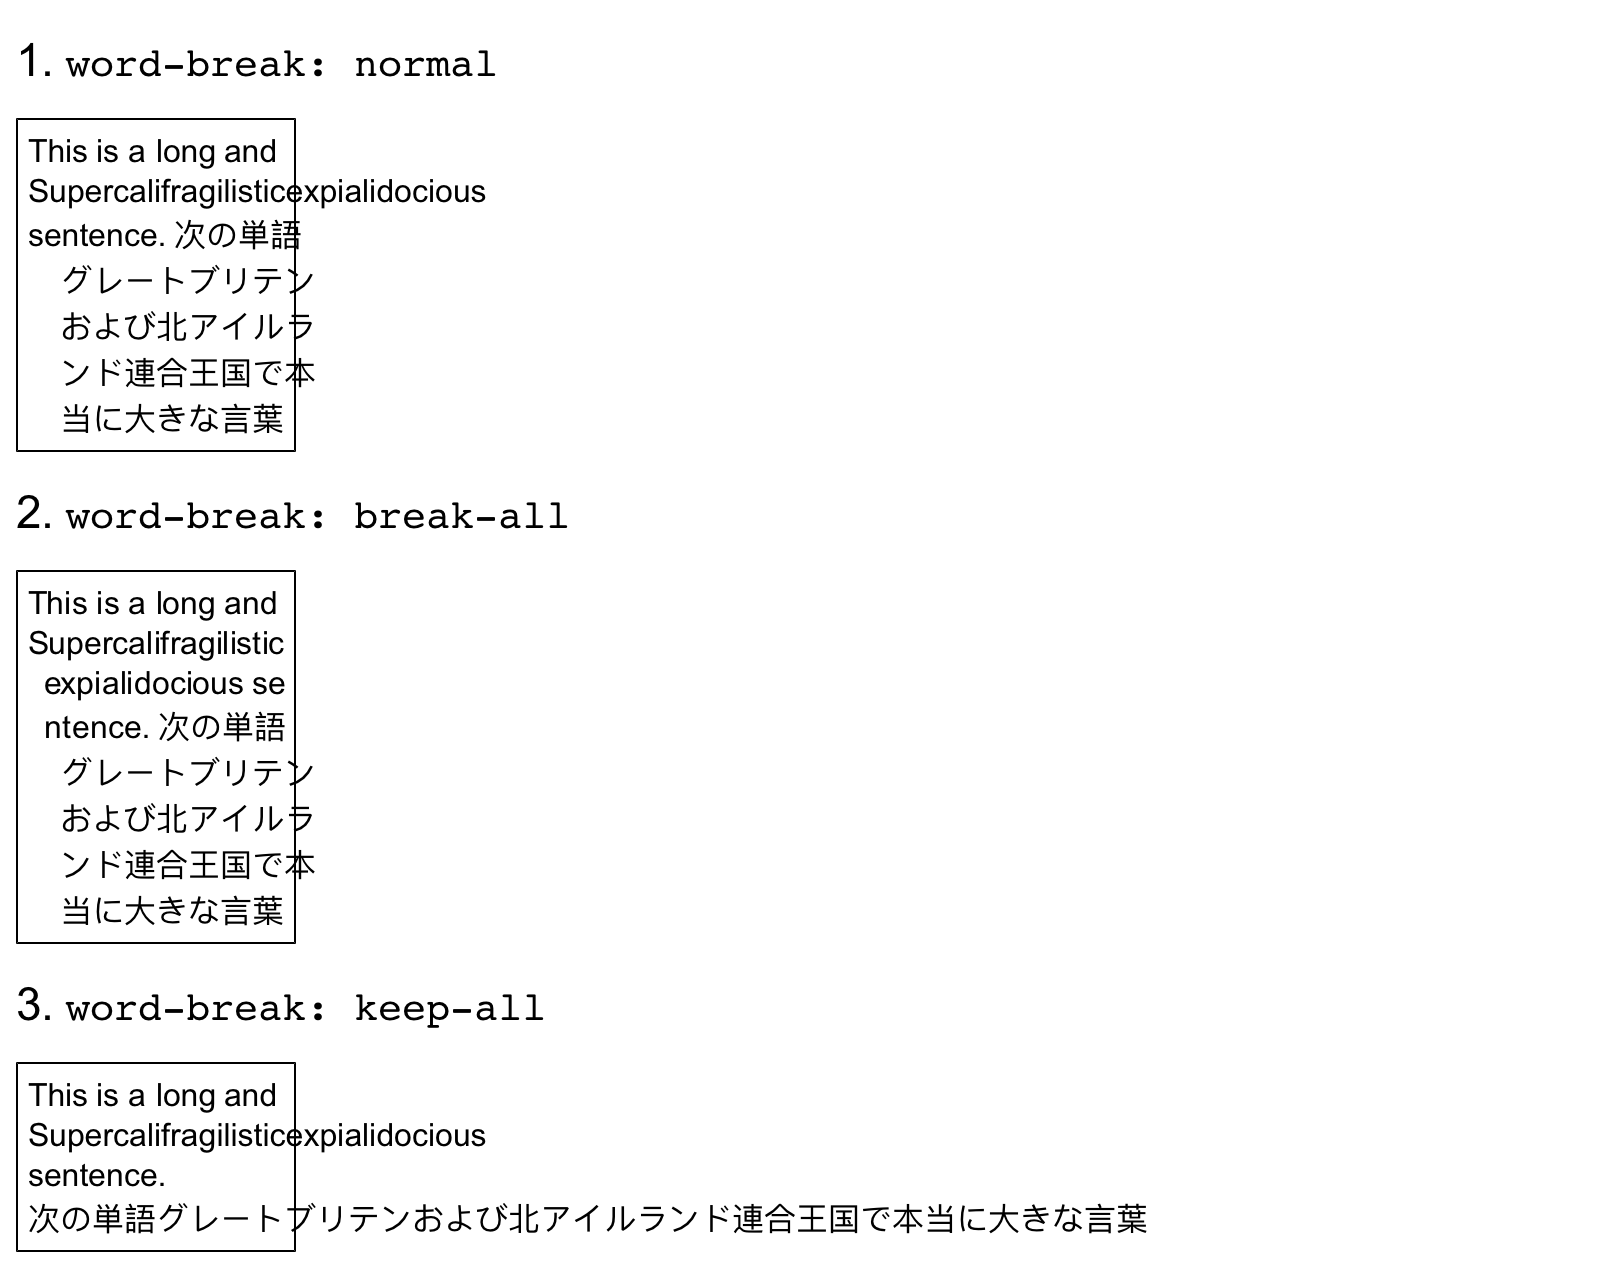 1. word-break: normal
This is a long and
Supercalifragilisticexpialidocious
sentence. 次の単語
グレートブリテン
および北アイルラ
ンド連合王国で本
当に大きな言葉
2. word-break: break-all
This is a long and
Supercalifragilistic
expialidocious se
ntence. 次の単語
グレートブリテン
および北アイルラ
ンド連合王国で本
当に大きな言葉
3. word-break: keep-all
This is a long and
Supercalifragilisticexpialidocious
sentence.
次の単語グレートブリテンおよび北アイルランド連合王国で本当に大きな言葉